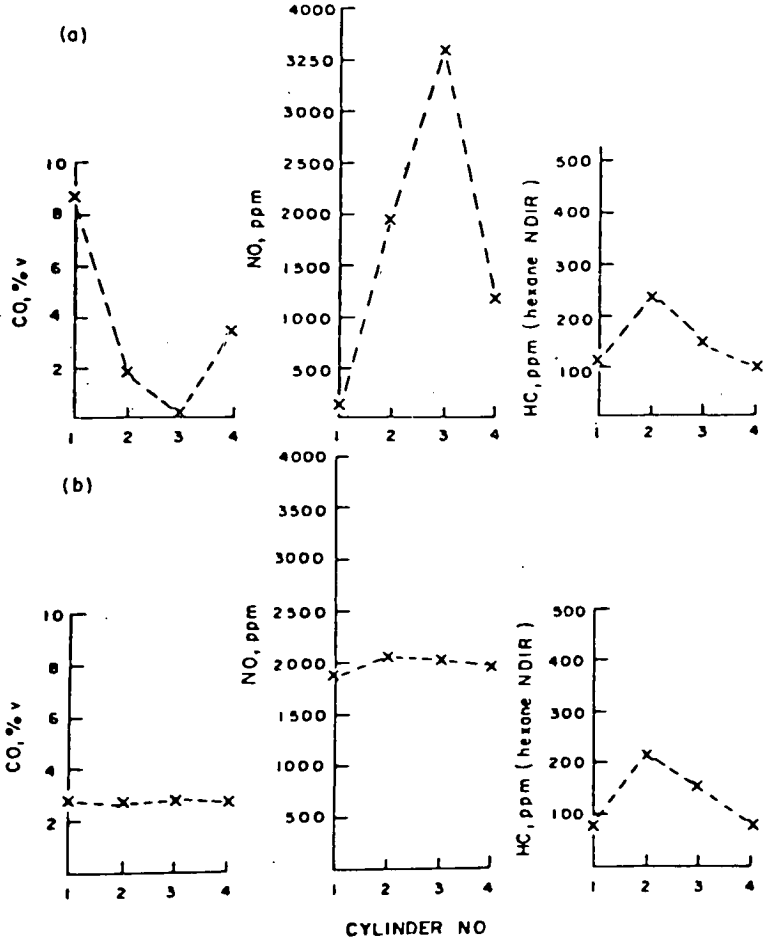 (a)
CO, % v
10
8
6
4
2
1 2 3 4
NO, ppm
4000
3250
3000
2500
2000
1500
1000
500
1 2 3 4
HC, ppm ( hexane NDIR )
500
400
300
200
100
1 2 3 4
(b)
CO, % v
10
8
6
4
2
1 2 3 4
NO, ppm
4000
3500
3000
2500
2000
1500
1000
500
1 2 3 4
HC, ppm ( hexane NDIR )
500
400
300
200
100
1 2 3 4
CYLINDER NO